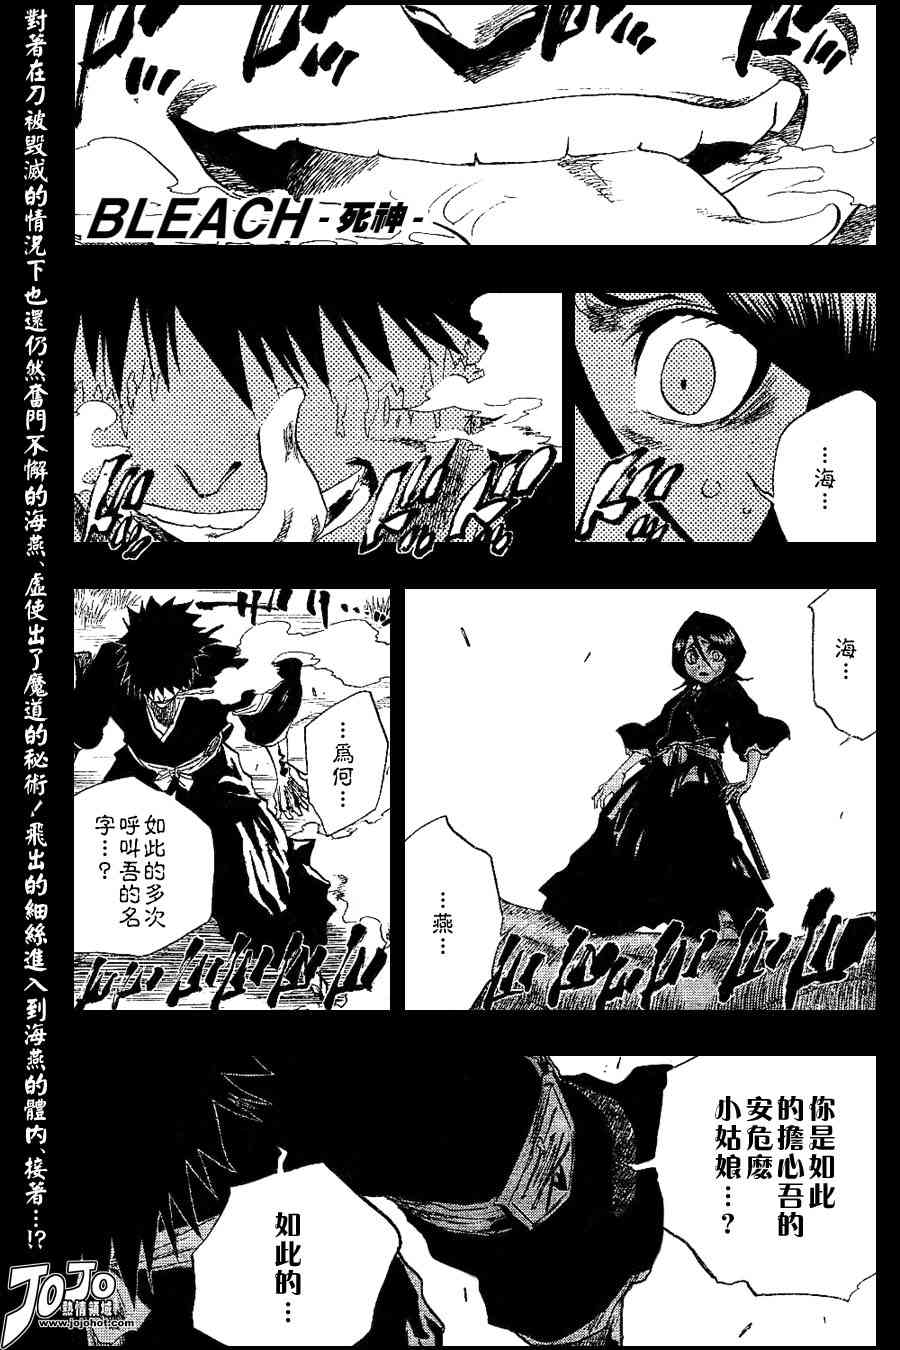 對著在刀被毀滅的情況下也還仍然奮鬥不懈的海燕、虛使出了魔道的秘術！飛出的細絲進入到海燕的體內、接著…!?
BLEACH -死神-
…海…
海…
…燕…
…爲何…
如此的多次
呼叫吾的名
字…？
你是如此
的擔心吾的
安危麼
小姑娘…？
如此的…
JOJO
熱情領域
www.jojohot.com